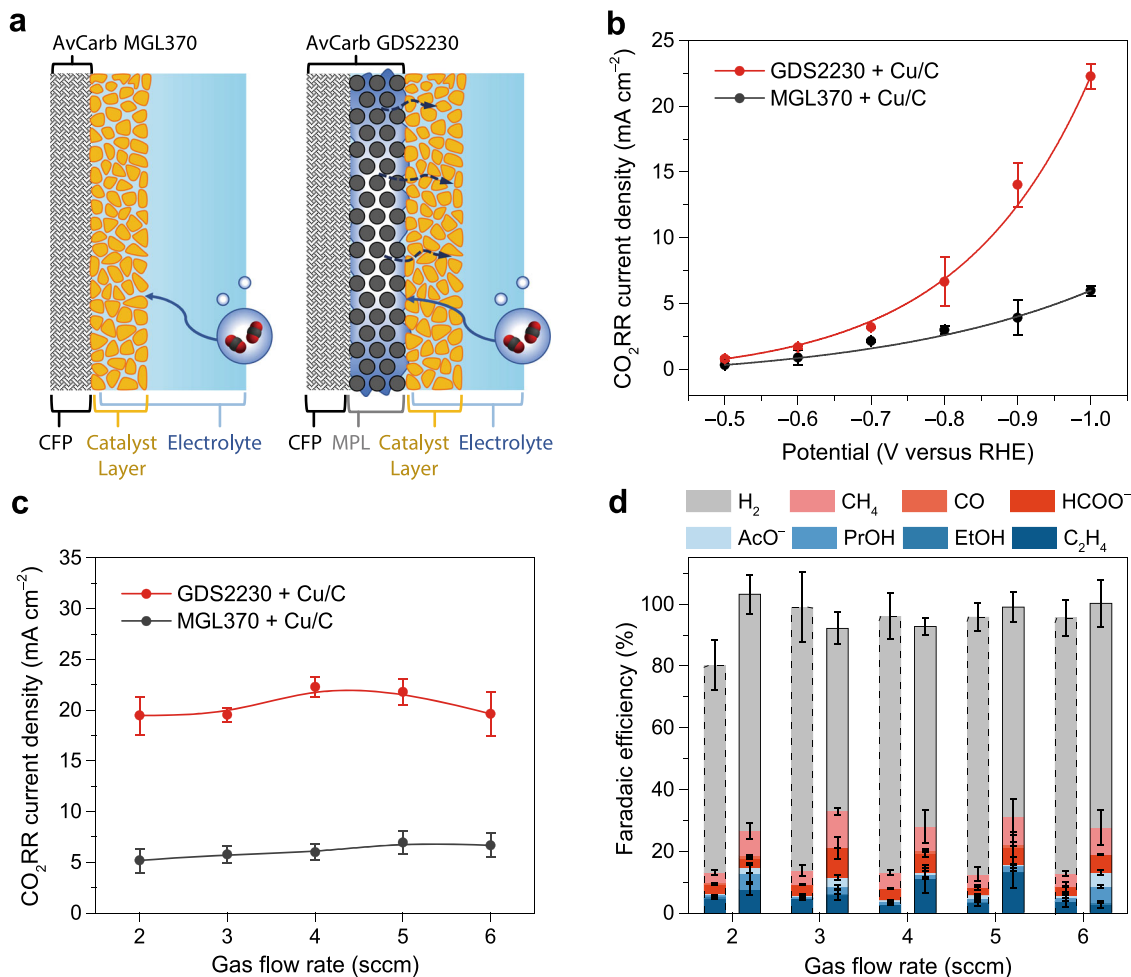 a
AvCarb MGL370
AvCarb GDS2230
CFP
Catalyst
Layer
Electrolyte
CFP
MPL
Catalyst
Layer
Electrolyte
b
CO₂RR current density (mA cm⁻²)
25
20
15
10
5
0
GDS2230 + Cu/C
MGL370 + Cu/C
−0.5 −0.6 −0.7 −0.8 −0.9 −1.0
Potential (V versus RHE)
c
CO₂RR current density (mA cm⁻²)
35
30
25
20
15
10
5
0
GDS2230 + Cu/C
MGL370 + Cu/C
2 3 4 5 6
Gas flow rate (sccm)
d
H₂ CH₄ CO HCOO⁻
AcO⁻ PrOH EtOH C₂H₄
Faradaic efficiency (%)
100
80
60
40
20
0
2 3 4 5 6
Gas flow rate (sccm)